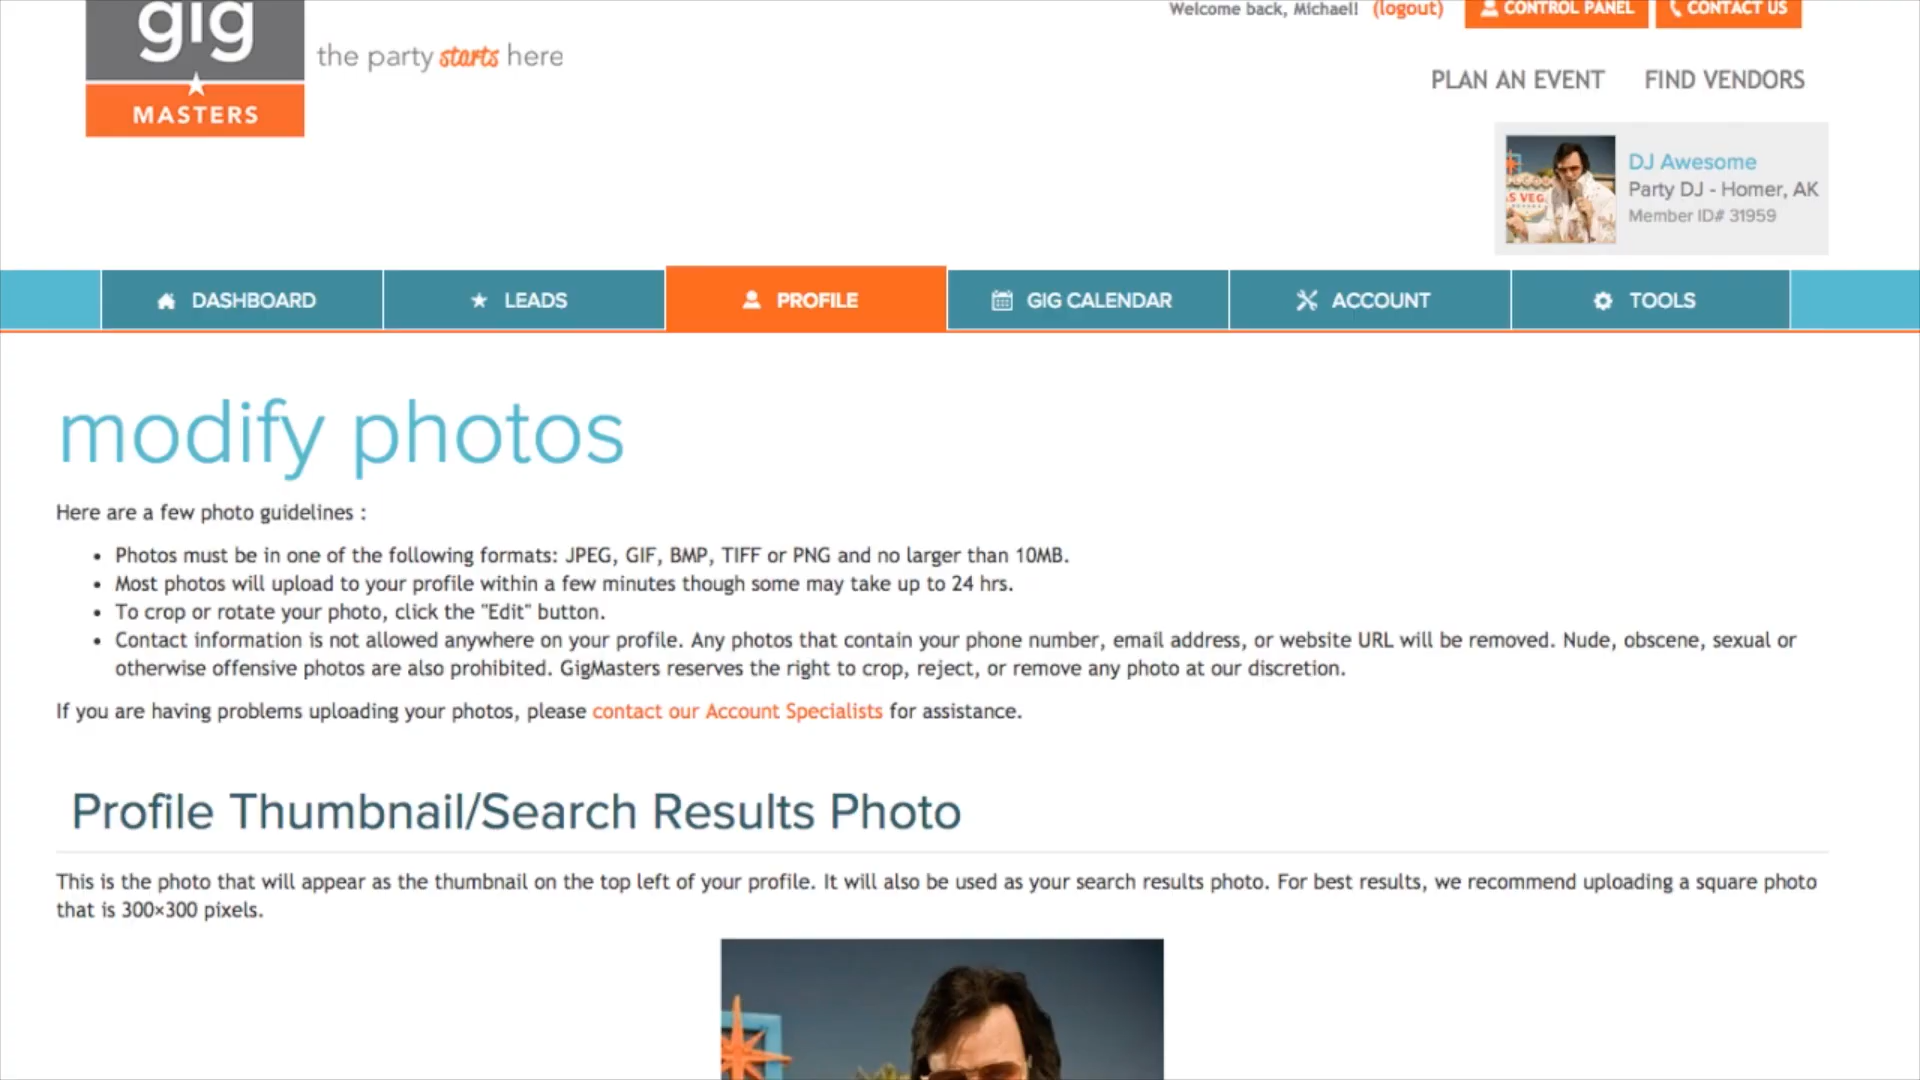 gig
MASTERS
the party starts here
Welcome back, Michael! (logout)
CONTROL PANEL
CONTACT US
PLAN AN EVENT
FIND VENDORS
AS VEG
DJ Awesome
Party DJ - Homer, AK
Member ID# 31959
DASHBOARD
LEADS
PROFILE
GIG CALENDAR
ACCOUNT
TOOLS
modify photos
Here are a few photo guidelines :
• Photos must be in one of the following formats: JPEG, GIF, BMP, TIFF or PNG and no larger than 10MB.
• Most photos will upload to your profile within a few minutes though some may take up to 24 hrs.
• To crop or rotate your photo, click the "Edit" button.
• Contact information is not allowed anywhere on your profile. Any photos that contain your phone number, email address, or website URL will be removed. Nude, obscene, sexual or
otherwise offensive photos are also prohibited. GigMasters reserves the right to crop, reject, or remove any photo at our discretion.
If you are having problems uploading your photos, please contact our Account Specialists for assistance.
Profile Thumbnail/Search Results Photo
This is the photo that will appear as the thumbnail on the top left of your profile. It will also be used as your search results photo. For best results, we recommend uploading a square photo
that is 300×300 pixels.